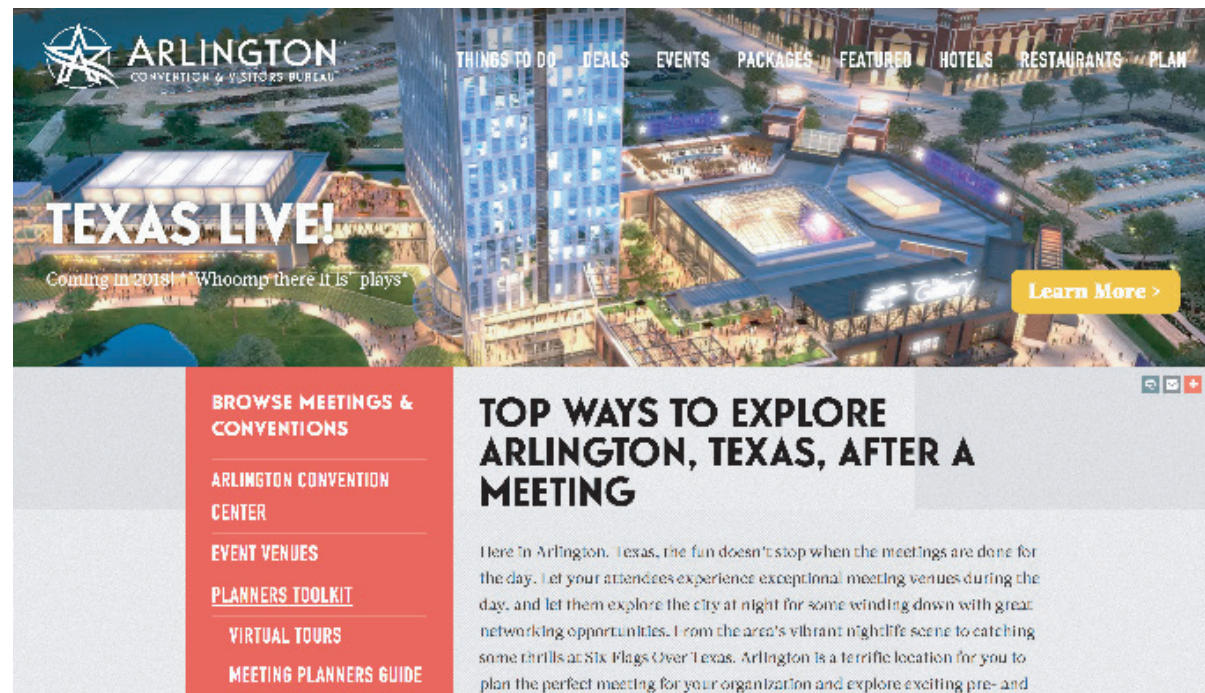 ARLINGTON
CONVENTION & VISITORS BUREAU
THINGS TO DO DEALS EVENTS PACKAGES FEATURED HOTELS RESTAURANTS PLAN
TEXAS LIVE!
Coming in 2018! *"Whoomp there it is" plays*
Learn More >
BROWSE MEETINGS &
CONVENTIONS
ARLINGTON CONVENTION
CENTER
EVENT VENUES
PLANNERS TOOLKIT
VIRTUAL TOURS
MEETING PLANNERS GUIDE
TOP WAYS TO EXPLORE
ARLINGTON, TEXAS, AFTER A
MEETING
Here in Arlington, Texas, the fun doesn't stop when the meetings are done for
the day. Let your attendees experience exceptional meeting venues during the
day, and let them explore the city at night for some winding down with great
networking opportunities. From the area's vibrant nightlife scene to catching
some thrills at Six Flags Over Texas, Arlington is a terrific location for you to
plan the perfect meeting for your organization and explore exciting pre- and